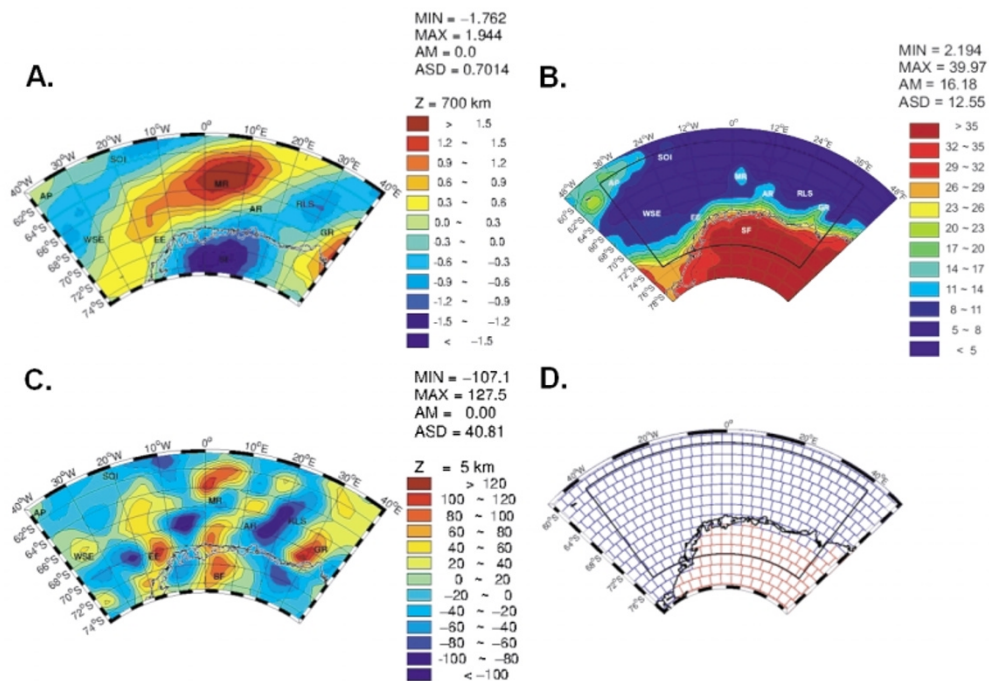 A.
MIN = −1.762
MAX = 1.944
AM = 0.0
ASD = 0.7014
Z = 700 km
> 1.5
1.2 ~ 1.5
0.9 ~ 1.2
0.6 ~ 0.9
0.3 ~ 0.6
0.0 ~ 0.3
-0.3 ~ 0.0
-0.6 ~ −0.3
-0.9 ~ −0.6
-1.2 ~ −0.9
-1.5 ~ −1.2
< −1.5
40°W 30°W 20°W 10°W 0° 10°E 20°E 30°E 40°E
62°S
64°S
66°S
68°S
70°S
72°S
74°S
AP
SOI
MR
AR
RLS
GR
WSE
EE
B.
MIN = 2.194
MAX = 39.97
AM = 16.18
ASD = 12.55
> 35
32 ~ 35
29 ~ 32
26 ~ 29
23 ~ 26
20 ~ 23
17 ~ 20
14 ~ 17
11 ~ 14
8 ~ 11
5 ~ 8
< 5
48°W 36°W 24°W 12°W 0° 12°E 24°E 36°E 48°E
60°S
62°S
64°S
66°S
68°S
70°S
72°S
74°S
76°S
SOI
AP
MR
AR
RLS
GR
WSE
EE
SF
C.
MIN = −107.1
MAX = 127.5
AM = 0.00
ASD = 40.81
Z = 5 km
> 120
100 ~ 120
80 ~ 100
60 ~ 80
40 ~ 60
20 ~ 40
0 ~ 20
−20 ~ 0
−40 ~ −20
−60 ~ −40
−80 ~ −60
-100 ~ −80
< −100
40°W 30°W 20°W 10°W 0° 10°E 20°E 30°E 40°E
62°S
64°S
66°S
68°S
70°S
72°S
74°S
SOI
AP
MR
AR
RLS
GR
WSE
EE
SF
D.
40°W 20°W 0° 20°E 40°E
60°S
64°S
68°S
72°S
76°S